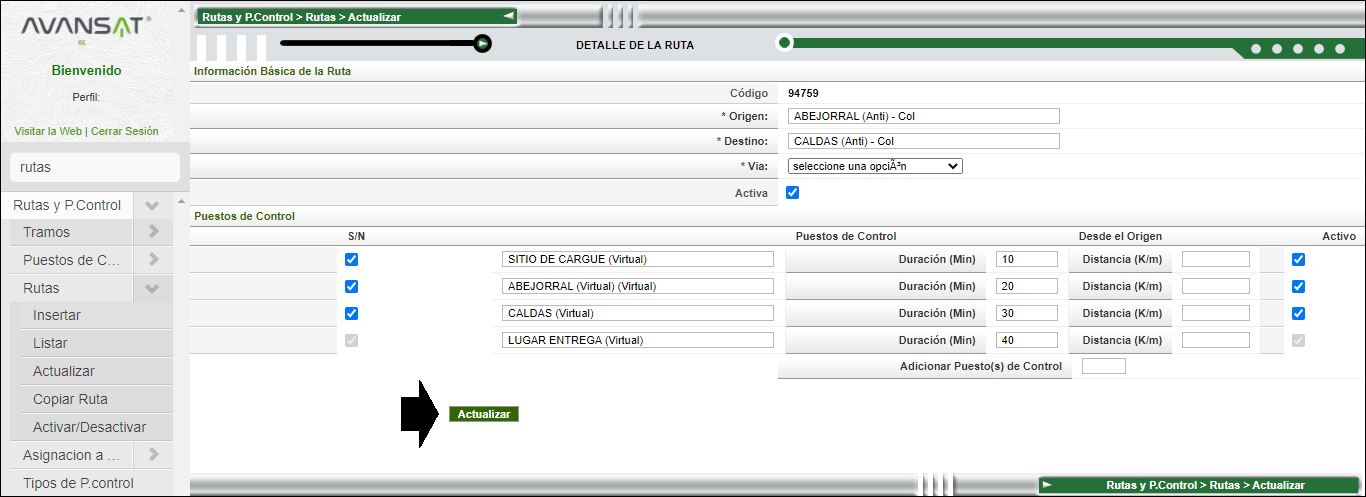 AVANSAT
GL
Bienvenido
Perfil:
Visitar la Web | Cerrar Sesión
rutas
Rutas y P.Control
Tramos
Puestos de C...
Rutas
Insertar
Listar
Actualizar
Copiar Ruta
Activar/Desactivar
Asignacion a ...
Tipos de P.control
Rutas y P.Control > Rutas > Actualizar
DETALLE DE LA RUTA
Información Básica de la Ruta
Código 94759
* Origen: ABEJORRAL (Anti) - Col
* Destino: CALDAS (Anti) - Col
* Via: seleccione una opciÃ³n
Activa
Puestos de Control
S/N Puestos de Control Desde el Origen Activo
SITIO DE CARGUE (Virtual) Duración (Min) 10 Distancia (K/m)
ABEJORRAL (Virtual) (Virtual) Duración (Min) 20 Distancia (K/m)
CALDAS (Virtual) Duración (Min) 30 Distancia (K/m)
LUGAR ENTREGA (Virtual) Duración (Min) 40 Distancia (K/m)
Adicionar Puesto(s) de Control
Actualizar
Rutas y P.Control > Rutas > Actualizar